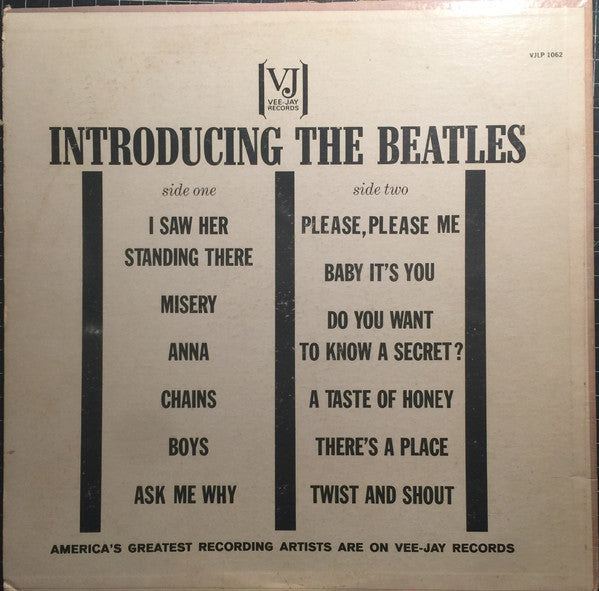 VJLP 1062
VJ
VEE-JAY
RECORDS
INTRODUCING THE BEATLES
side one
I SAW HER
STANDING THERE
MISERY
ANNA
CHAINS
BOYS
ASK ME WHY
side two
PLEASE, PLEASE ME
BABY IT'S YOU
DO YOU WANT
TO KNOW A SECRET?
A TASTE OF HONEY
THERE'S A PLACE
TWIST AND SHOUT
AMERICA'S GREATEST RECORDING ARTISTS ARE ON VEE-JAY RECORDS